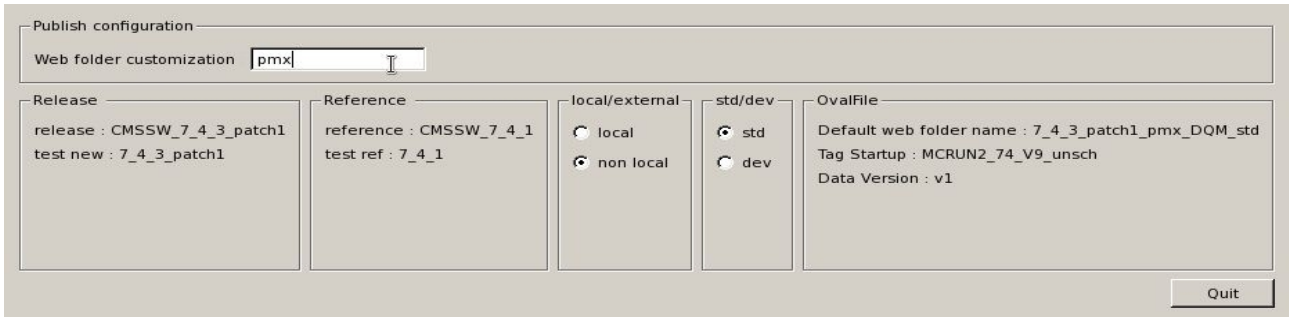 Publish configuration
Web folder customization pmx
Release
release : CMSSW_7_4_3_patch1
test new : 7_4_3_patch1
Reference
reference : CMSSW_7_4_1
test ref : 7_4_1
local/external
local
non local
std/dev
std
dev
OvalFile
Default web folder name : 7_4_3_patch1_pmx_DQM_std
Tag Startup : MCRUN2_74_V9_unsch
Data Version : v1
Quit